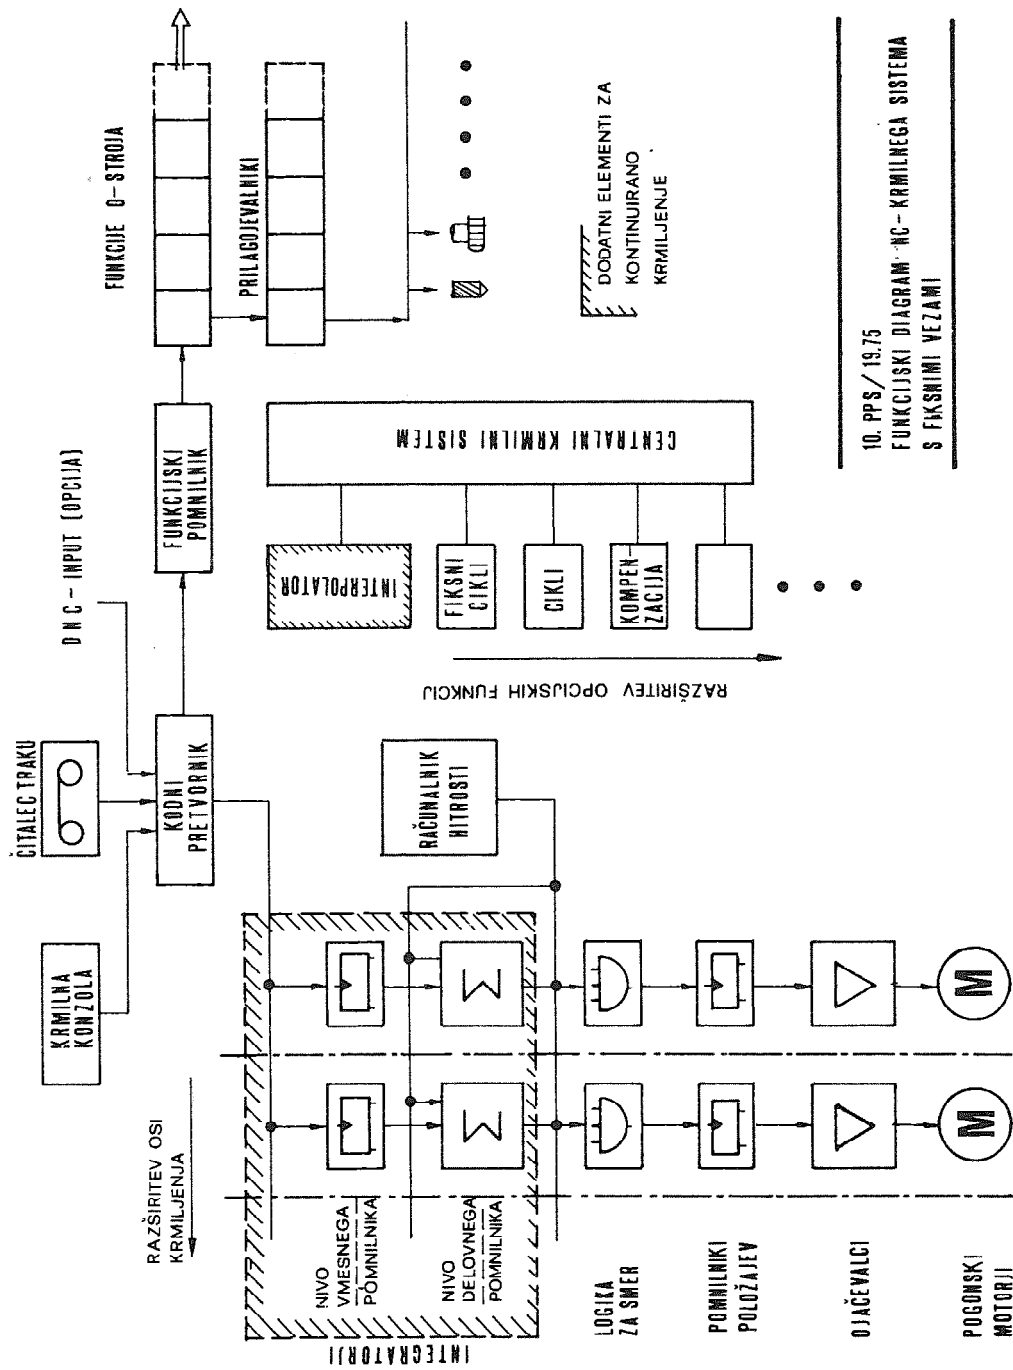 ČITALEC TRAKU
KRMILNA
KONZOLA
DNC-INPUT (OPCIJA)
KODNI
PRETVORNIK
FUNKCIJSKI
POMNILNIK
FUNKCIJE O-STROJA
PRILAGOJEVALNIKI
RAZŠIRITEV OSI
KRMILJENJA
INTEGRATORJI
NIVO
VMESNEGA
POMNILNIKA
NIVO
DELOVNEGA
POMNILNIKA
Σ
Σ
RAČUNALNIK
HITROSTI
RAZŠIRITEV OPCIJSKIH FUNKCIJ
INTERPOLATOR
FIKSNI
CIKLI
CIKLI
KOMPEN-
ZACIJA
CENTRALNI KRMILNI SISTEM
DODATNI ELEMENTI ZA
KONTINUIRANO
KRMILJENJE
LOGIKA
ZA SMER
POMNILNIKI
POLOŽAJEV
OJAČEVALCI
POGONSKI
MOTORJI
M
M
10. PPS/19.75
FUNKCIJSKI DIAGRAM NC-KRMILNEGA SISTEMA
S FIKSNIMI VEZAMI